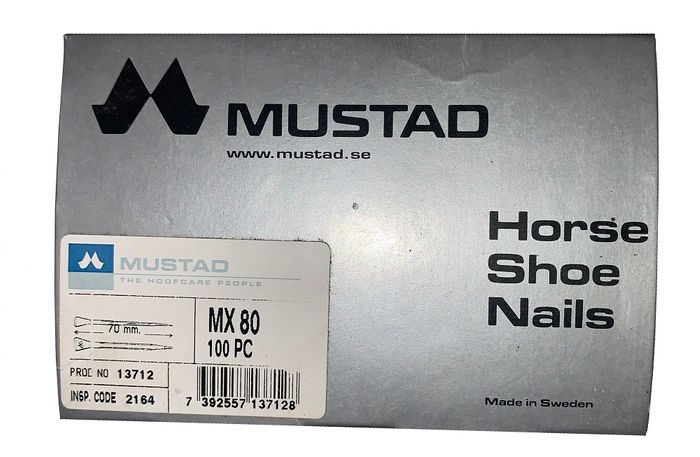 MUSTAD
www.mustad.se
Horse
Shoe
Nails
MUSTAD
THE HOOFCARE PEOPLE
70 mm.
MX 80
100 PC
PROD NO 13712
INSP. CODE 2164
7 392557 137128
Made in Sweden